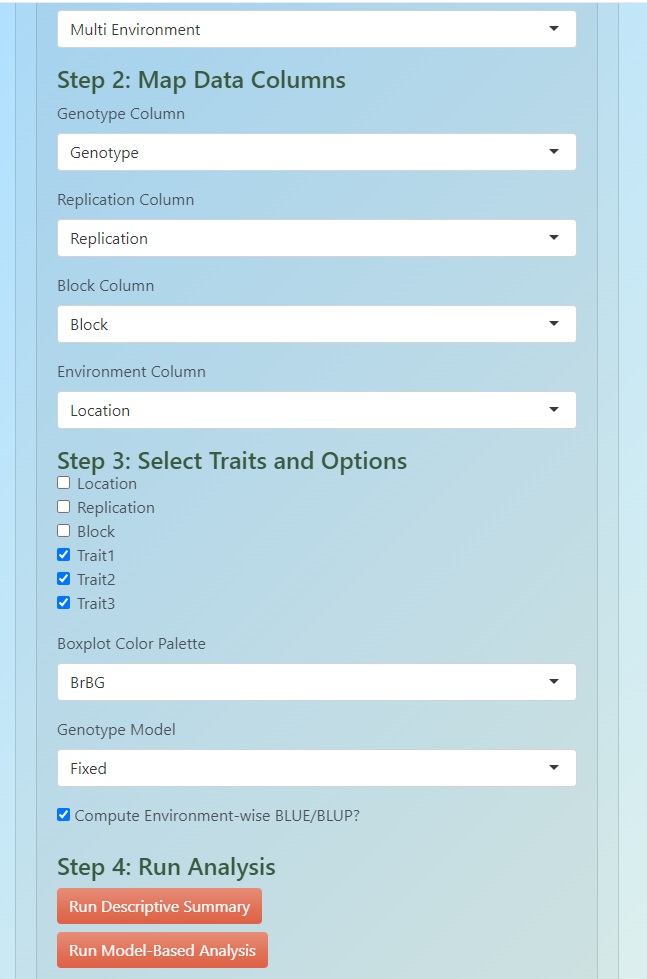 Multi Environment
Step 2: Map Data Columns
Genotype Column
Genotype
Replication Column
Replication
Block Column
Block
Environment Column
Location
Step 3: Select Traits and Options
Location
Replication
Block
Trait1
Trait2
Trait3
Boxplot Color Palette
BrBG
Genotype Model
Fixed
Compute Environment-wise BLUE/BLUP?
Step 4: Run Analysis
Run Descriptive Summary
Run Model-Based Analysis